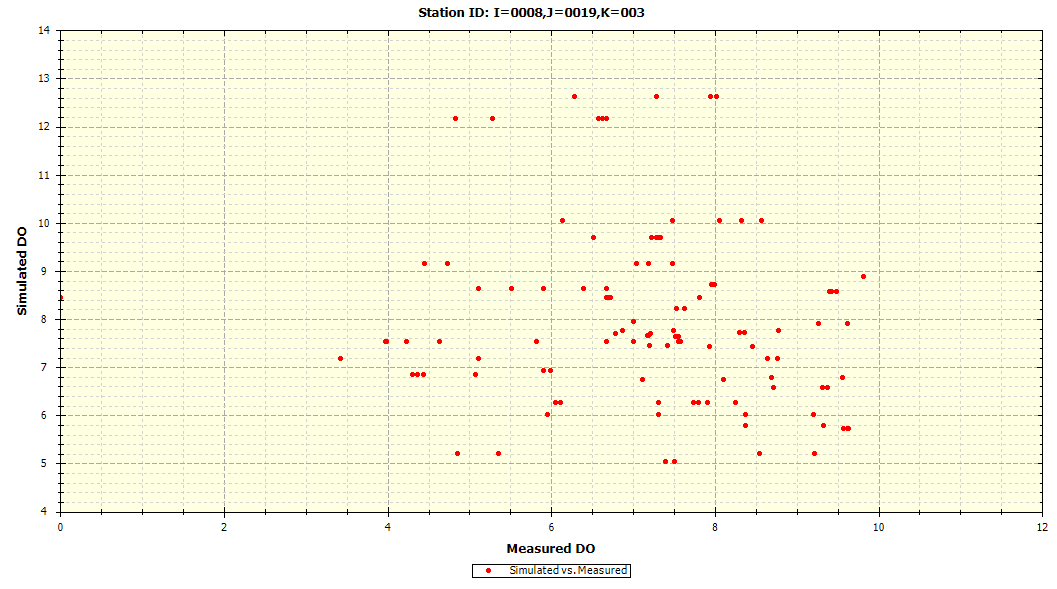 Station ID: I=0008,J=0019,K=003
14
13
12
11
10
9
8
7
6
5
4
Simulated DO
0 2 4 6 8 10 12
Measured DO
Simulated vs. Measured